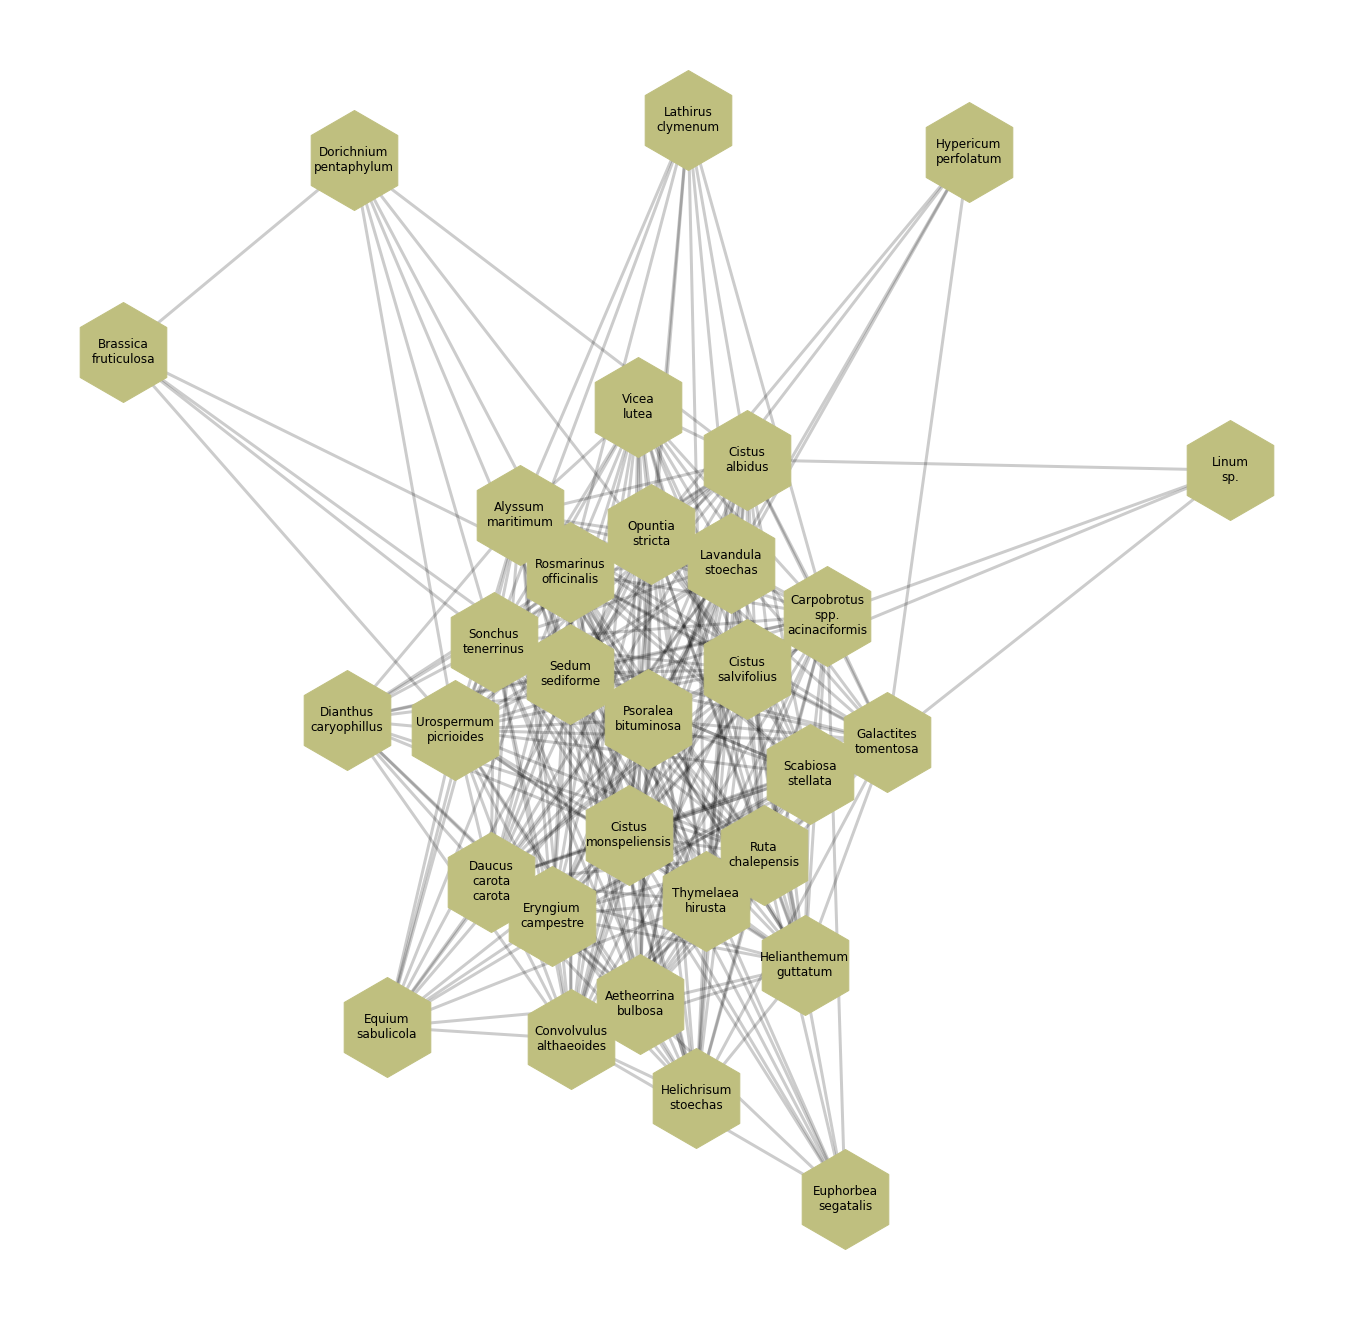 Lathirus
clymenum
Hypericum
perfolatum
Dorichnium
pentaphylum
Brassica
fruticulosa
Vicea
lutea
Cistus
albidus
Linum
sp.
Alyssum
maritimum
Opuntia
stricta
Lavandula
stoechas
Rosmarinus
officinalis
Carpobrotus
spp.
acinaciformis
Sonchus
tenerrinus
Sedum
sediforme
Cistus
salvifolius
Dianthus
caryophillus
Urospermum
picrioides
Psoralea
bituminosa
Galactites
tomentosa
Scabiosa
stellata
Cistus
monspeliensis
Ruta
chalepensis
Daucus
carota
carota
Thymelaea
hirusta
Eryngium
campestre
Helianthemum
guttatum
Aetheorrina
bulbosa
Equium
sabulicola
Convolvulus
althaeoides
Helichrisum
stoechas
Euphorbea
segatalis